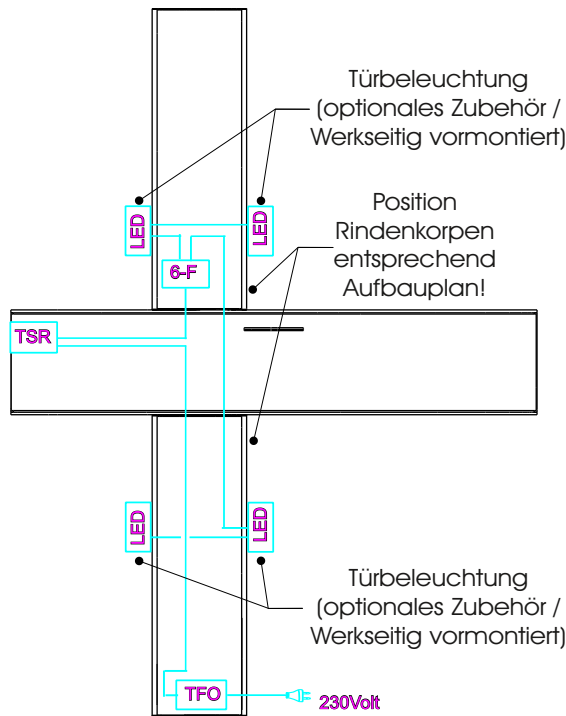 Türbeleuchtung
(optionales Zubehör /
Werkseitig vormontiert)
LED
LED
Position
Rindenkorpen
entsprechend
Aufbauplan!
6-F
TSR
LED
LED
Türbeleuchtung
(optionales Zubehör /
Werkseitig vormontiert)
TFO
230Volt